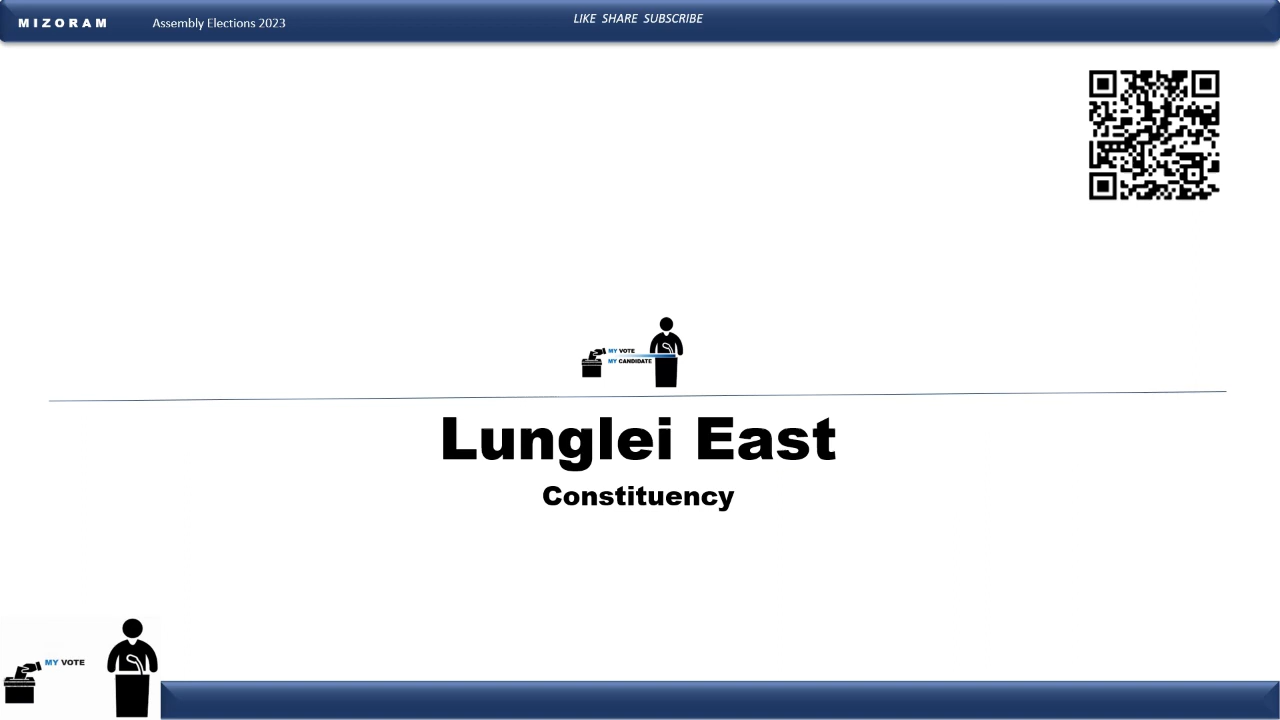 MIZORAM Assembly Elections 2023 LIKE SHARE SUBSCRIBE
MY VOTE
MY CANDIDATE
Lunglei East
Constituency
MY VOTE